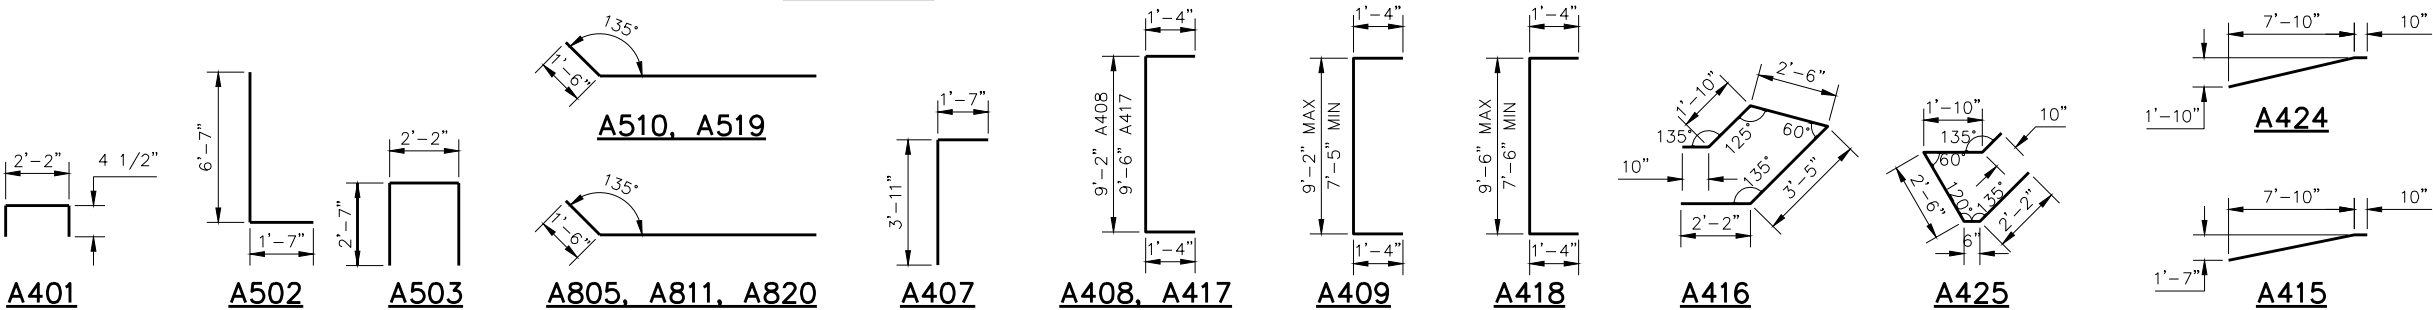 2'-2"
4 1/2"
A401
6'-7"
1'-7"
A502
2'-2"
2'-7"
A503
135°
1'-6"
A510, A519
135°
1'-6"
A805, A811, A820
1'-7"
3'-11"
A407
1'-4"
9'-2" A408
9'-6" A417
1'-4"
A408, A417
1'-4"
9'-2" MAX
7'-5" MIN
1'-4"
A409
1'-4"
9'-6" MAX
7'-6" MIN
1'-4"
A418
2'-6"
1'-10"
135°
125°
60°
10"
135°
3'-5"
2'-2"
A416
1'-10"
10"
135°
60°
2'-6"
120°
135°
2'-2"
6"
A425
7'-10"
10"
1'-10"
A424
7'-10"
10"
1'-7"
A415